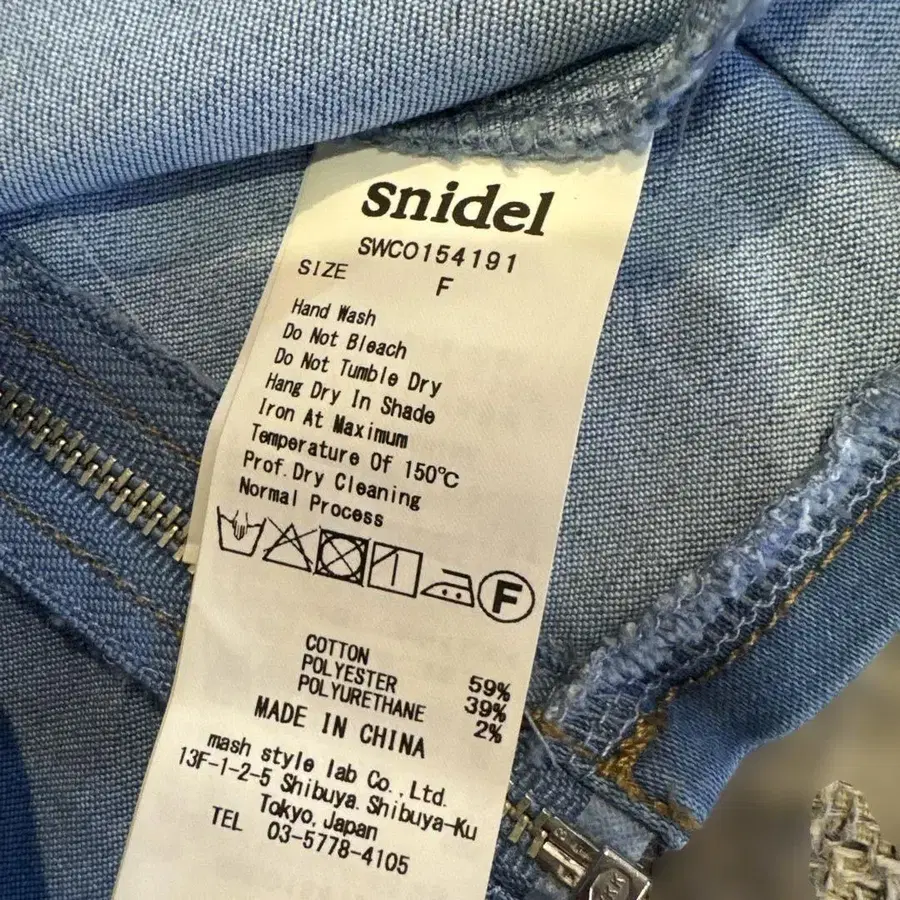 snidel
SWCO154191
SIZE F
Hand Wash
Do Not Bleach
Do Not Tumble Dry
Hang Dry In Shade
Iron At Maximum
Temperature Of 150℃
Prof.Dry Cleaning
Normal Process
F
COTTON 59%
POLYESTER 39%
POLYURETHANE 2%
MADE IN CHINA
mash style lab Co.,Ltd.
13F-1-2-5 Shibuya Shibuya-Ku
Tokyo,Japan
TEL 03-5778-4105
YKK